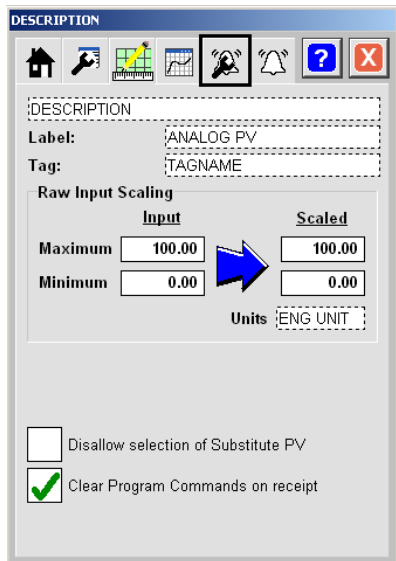 DESCRIPTION
? X
DESCRIPTION
Label: ANALOG PV
Tag: TAGNAME
Raw Input Scaling
Input Scaled
Maximum 100.00 100.00
Minimum 0.00 0.00
Units ENG UNIT
Disallow selection of Substitute PV
Clear Program Commands on receipt